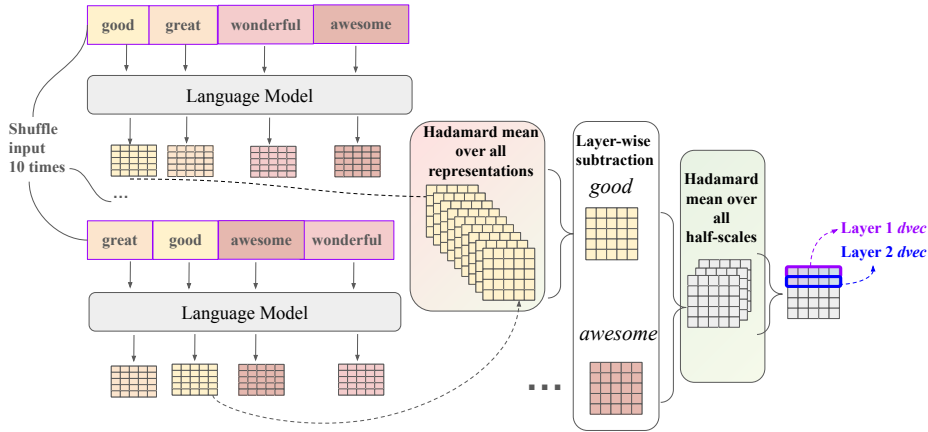 good great wonderful awesome
Language Model
Shuffle
input
10 times
...
great good awesome wonderful
Language Model
Hadamard mean
over all
representations
Layer-wise
subtraction
good
awesome
...
Hadamard
mean over
all
half-scales
Layer 1 dvec
Layer 2 dvec